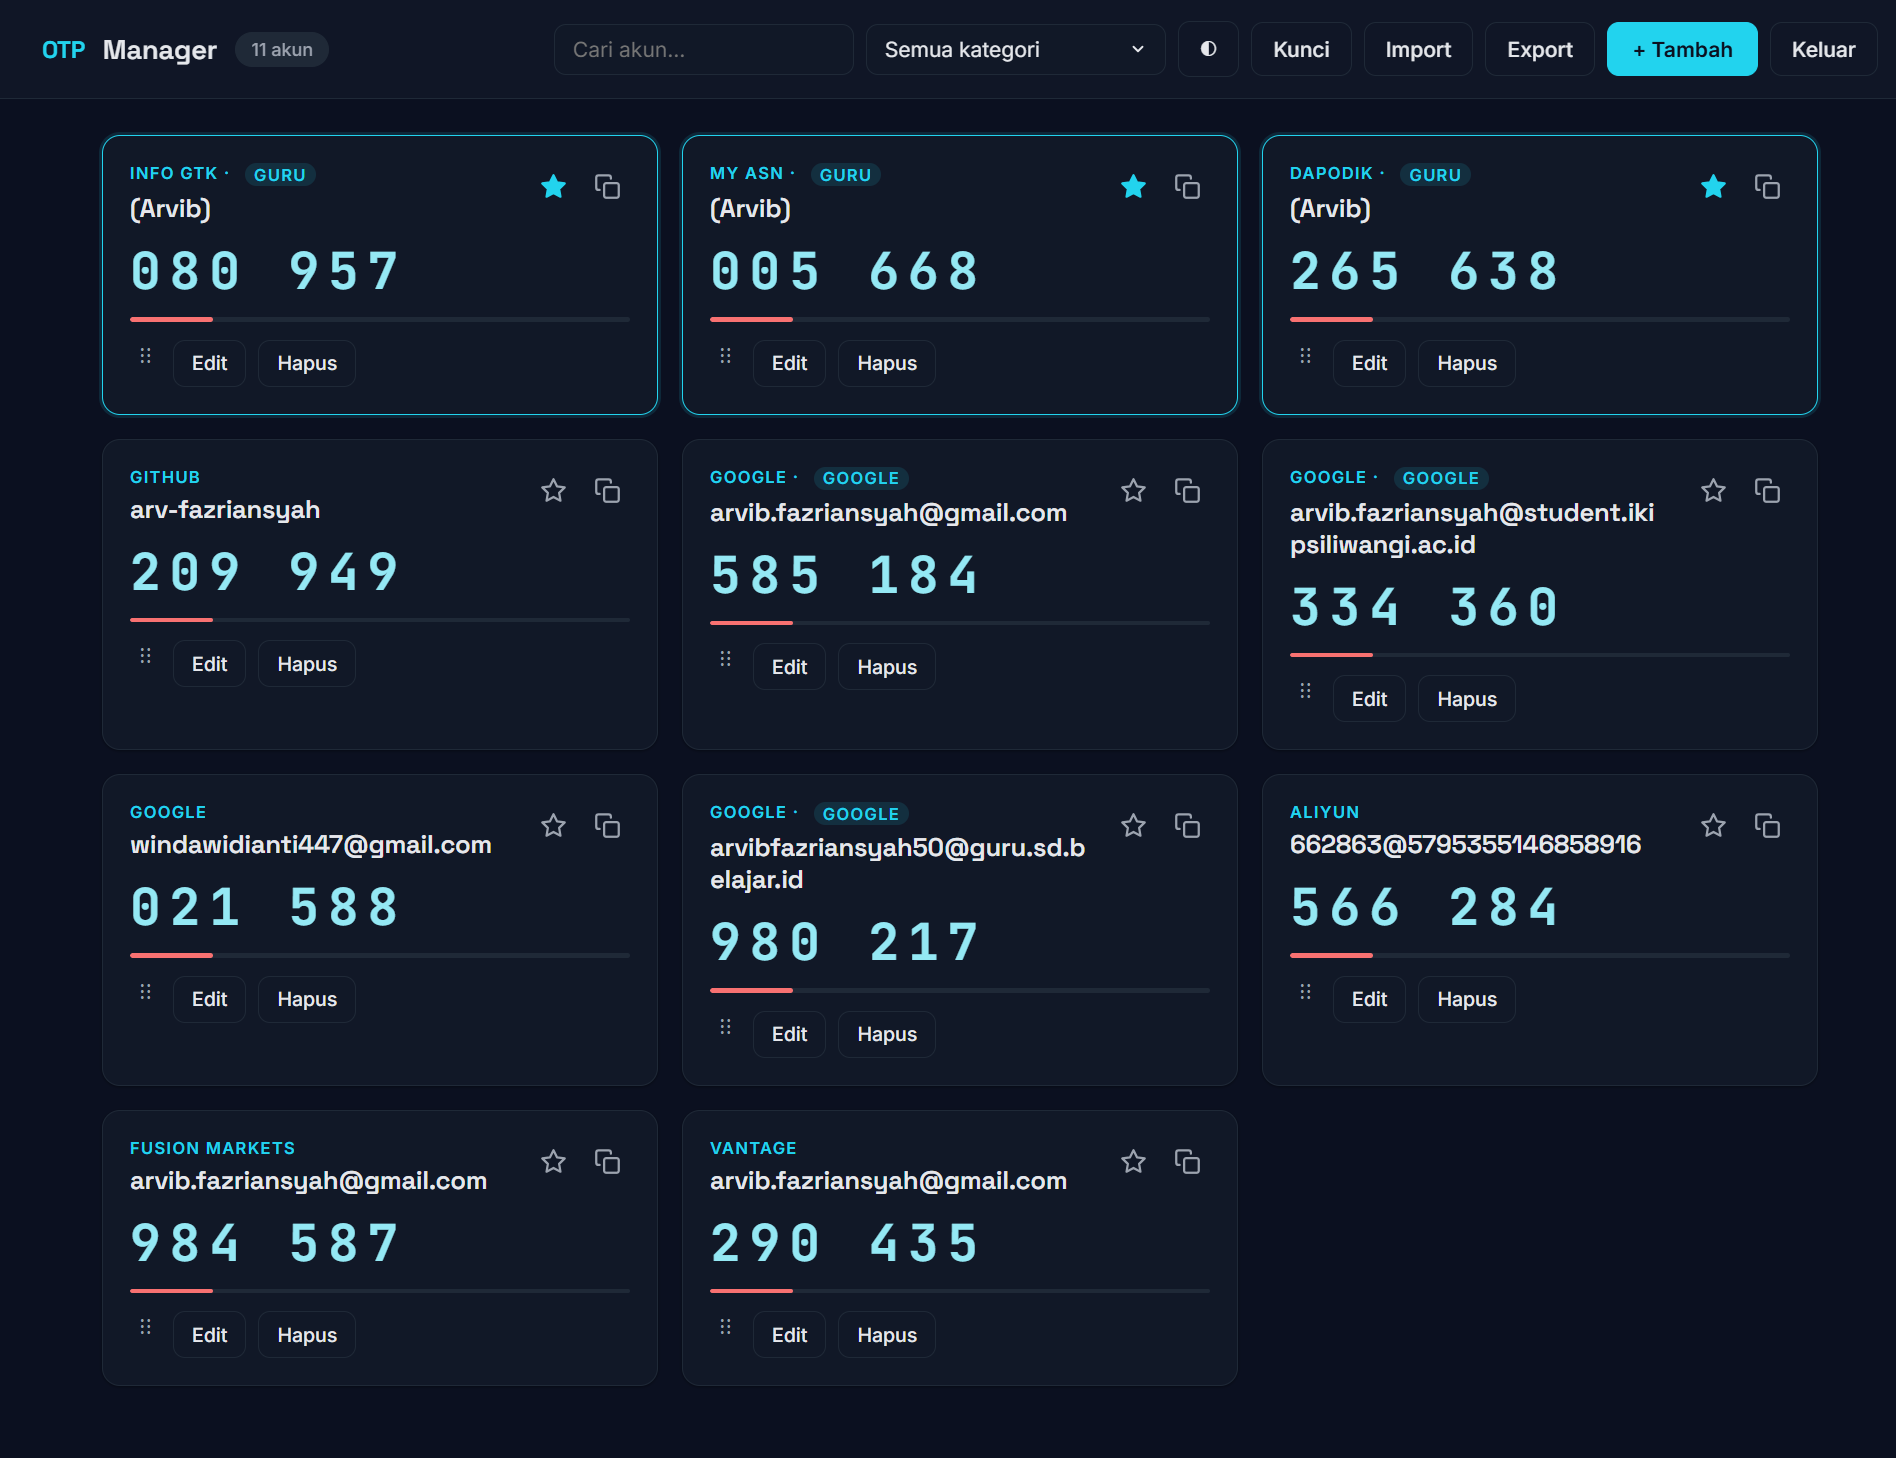 OTP Manager 11 akun
Cari akun...
Semua kategori
Kunci
Import
Export
+ Tambah
Keluar
INFO GTK · GURU
(Arvib)
080 957
Edit Hapus
MY ASN · GURU
(Arvib)
005 668
Edit Hapus
DAPODIK · GURU
(Arvib)
265 638
Edit Hapus
GITHUB
arv-fazriansyah
209 949
Edit Hapus
GOOGLE · GOOGLE
arvib.fazriansyah@gmail.com
585 184
Edit Hapus
GOOGLE · GOOGLE
arvib.fazriansyah@student.iki
psiliwangi.ac.id
334 360
Edit Hapus
GOOGLE
windawidianti447@gmail.com
021 588
Edit Hapus
GOOGLE · GOOGLE
arvibfazriansyah50@guru.sd.b
elajar.id
980 217
Edit Hapus
ALIYUN
662863@5795355146858916
566 284
Edit Hapus
FUSION MARKETS
arvib.fazriansyah@gmail.com
984 587
Edit Hapus
VANTAGE
arvib.fazriansyah@gmail.com
290 435
Edit Hapus